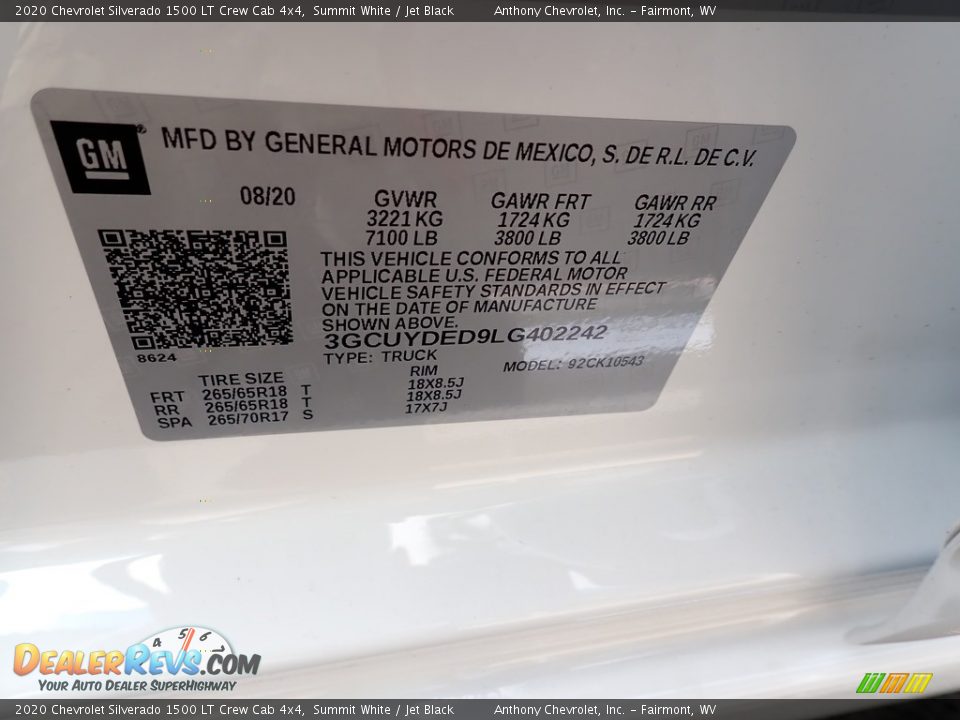 2020 Chevrolet Silverado 1500 LT Crew Cab 4x4, Summit White / Jet Black Anthony Chevrolet, Inc. - Fairmont, WV
GM® MFD BY GENERAL MOTORS DE MEXICO, S. DE R.L. DE C.V.
08/20 GVWR GAWR FRT GAWR RR
3221 KG 1724 KG 1724 KG
7100 LB 3800 LB 3800 LB
THIS VEHICLE CONFORMS TO ALL
APPLICABLE U.S. FEDERAL MOTOR
VEHICLE SAFETY STANDARDS IN EFFECT
ON THE DATE OF MANUFACTURE
SHOWN ABOVE.
3GCUYDED9LG402242
8624 TYPE: TRUCK MODEL: 92CK10543
TIRE SIZE RIM
FRT 265/65R18 T 18X8.5J
RR 265/65R18 T 18X8.5J
SPA 265/70R17 S 17X7J
4 5 6
DEALERREVS.COM
YOUR AUTO DEALER SUPERHIGHWAY
2020 Chevrolet Silverado 1500 LT Crew Cab 4x4, Summit White / Jet Black Anthony Chevrolet, Inc. - Fairmont, WV